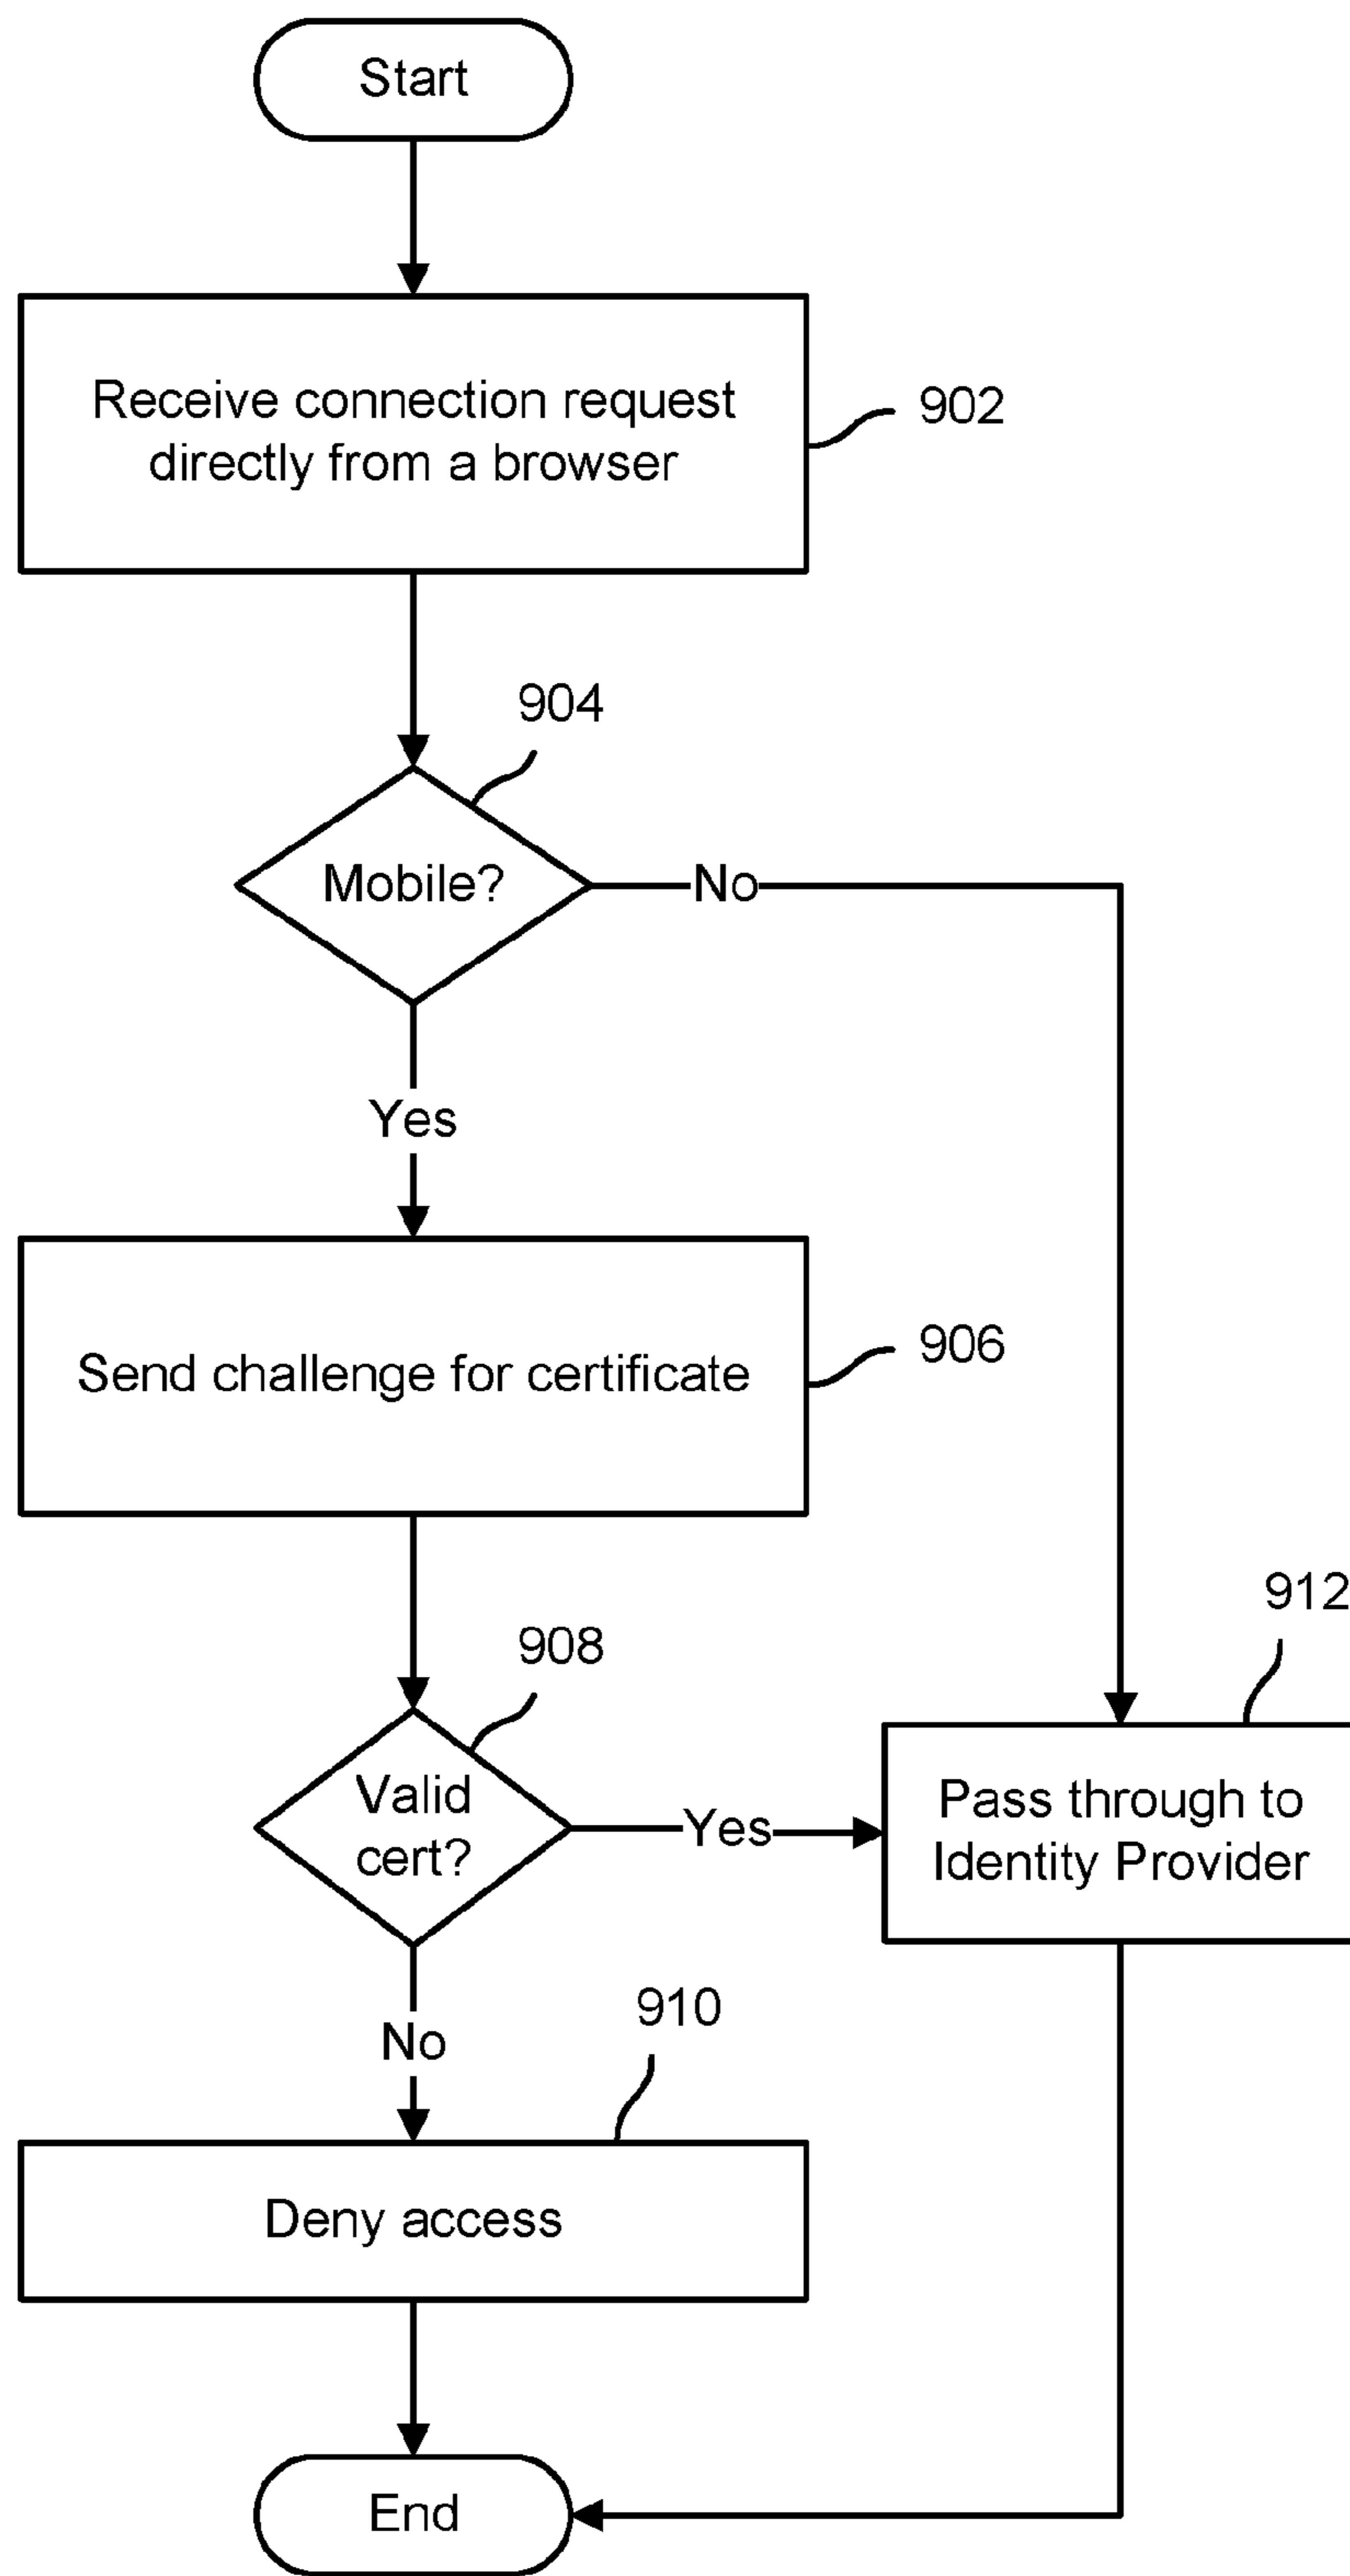 Start
Receive connection request
directly from a browser
902
904
Mobile?
No
Yes
Send challenge for certificate
906
908
Valid
cert?
Yes
912
Pass through to
Identity Provider
No
910
Deny access
End